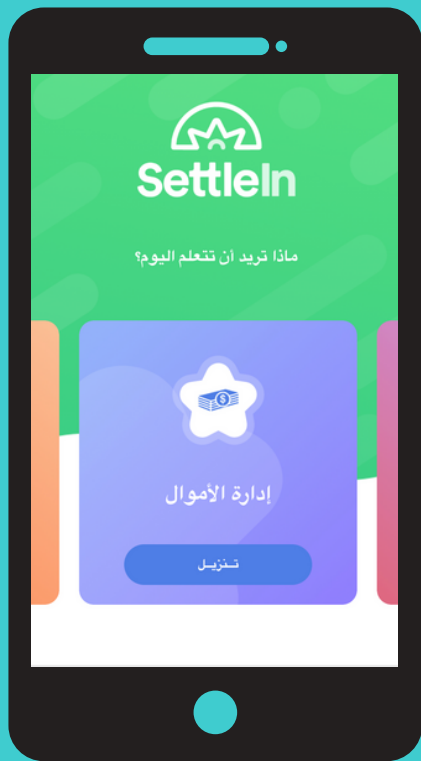 SettleIn
ماذا تريد أن تتعلم اليوم؟
$
إدارة الأموال
تنزيل